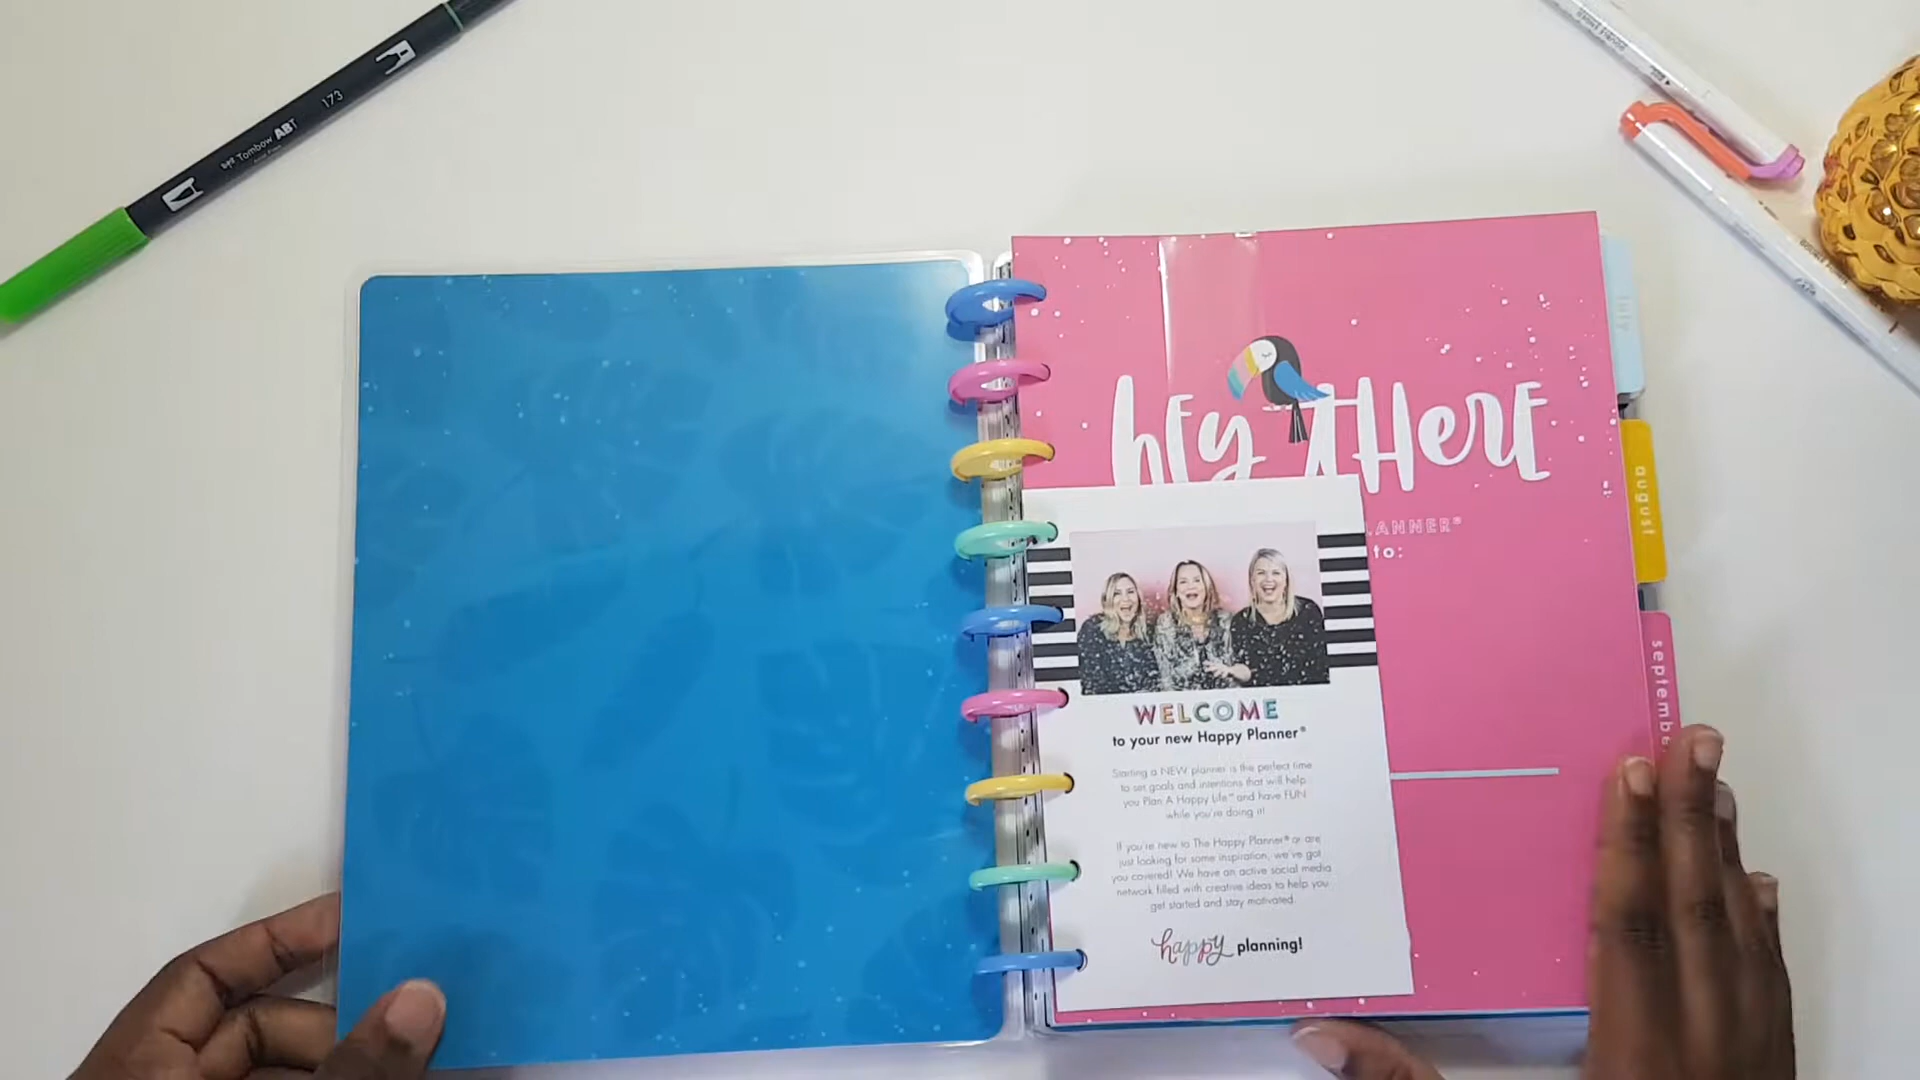 173
Tombow ABT
july
hey there
LANNER®
to:
august
septembe
WELCOME
to your new Happy Planner®
Starting a NEW planner is the perfect time
to set goals and intentions that will help
you Plan A Happy Life™ and have FUN
while you're doing it!
If you're new to The Happy Planner® or are
just looking for some inspiration, we've got
you covered! We have an active social media
network filled with creative ideas to help you
get started and stay motivated.
happy planning!